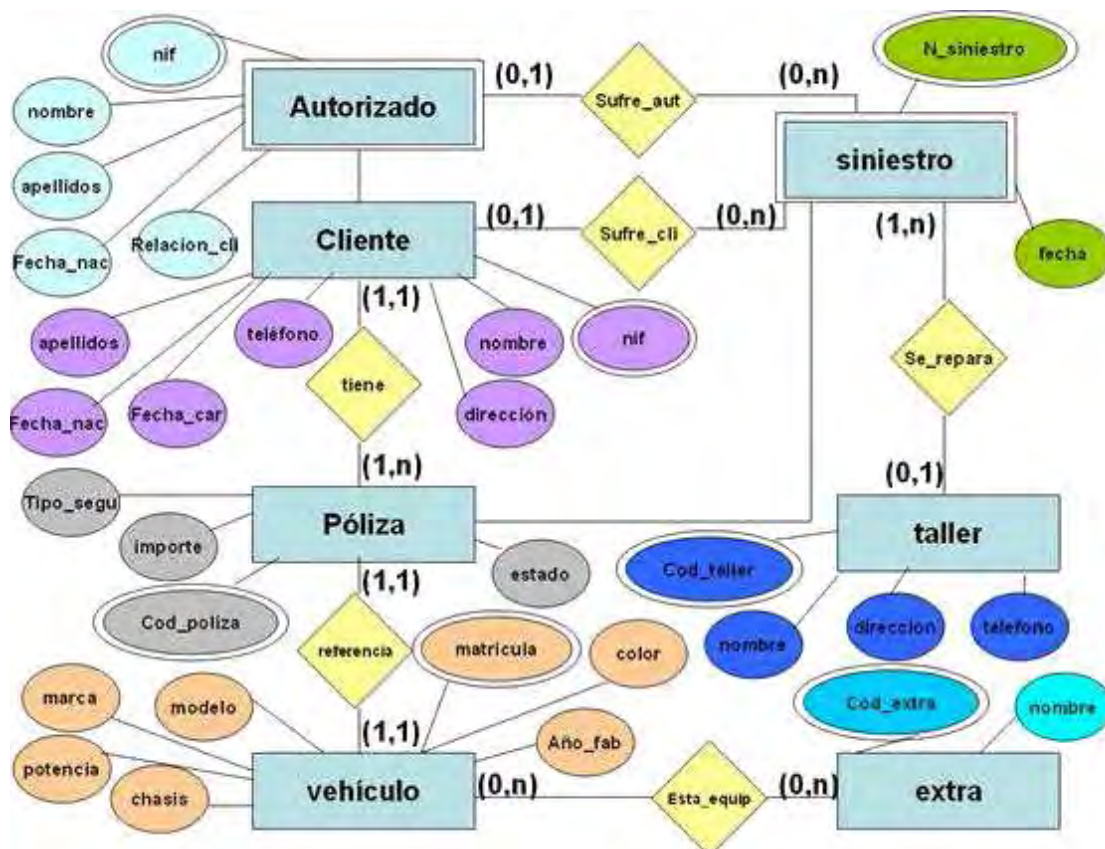 nif
N_siniestro
(0,1)
(0,n)
Autorizado
Sufre_aut
nombre
siniestro
apellidos
(0,1)
(0,n)
(1,n)
Cliente
Sufre_cli
Relacion_cli
Fecha_nac
fecha
(1,1)
apellidos
teléfono
nombre
nif
Se_repara
tiene
Fecha_nac
Fecha_car
dirección
(1,n)
(0,1)
Tipo_segu
Póliza
taller
importe
estado
Cod_taller
(1,1)
Cod_poliza
nombre
direccion
telefoño
referencia
matricula
color
marca
modelo
Cod_extra
nombre
(1,1)
Año_fab
potencia
chasis
vehículo
(0,n)
Esta_equip
(0,n)
extra